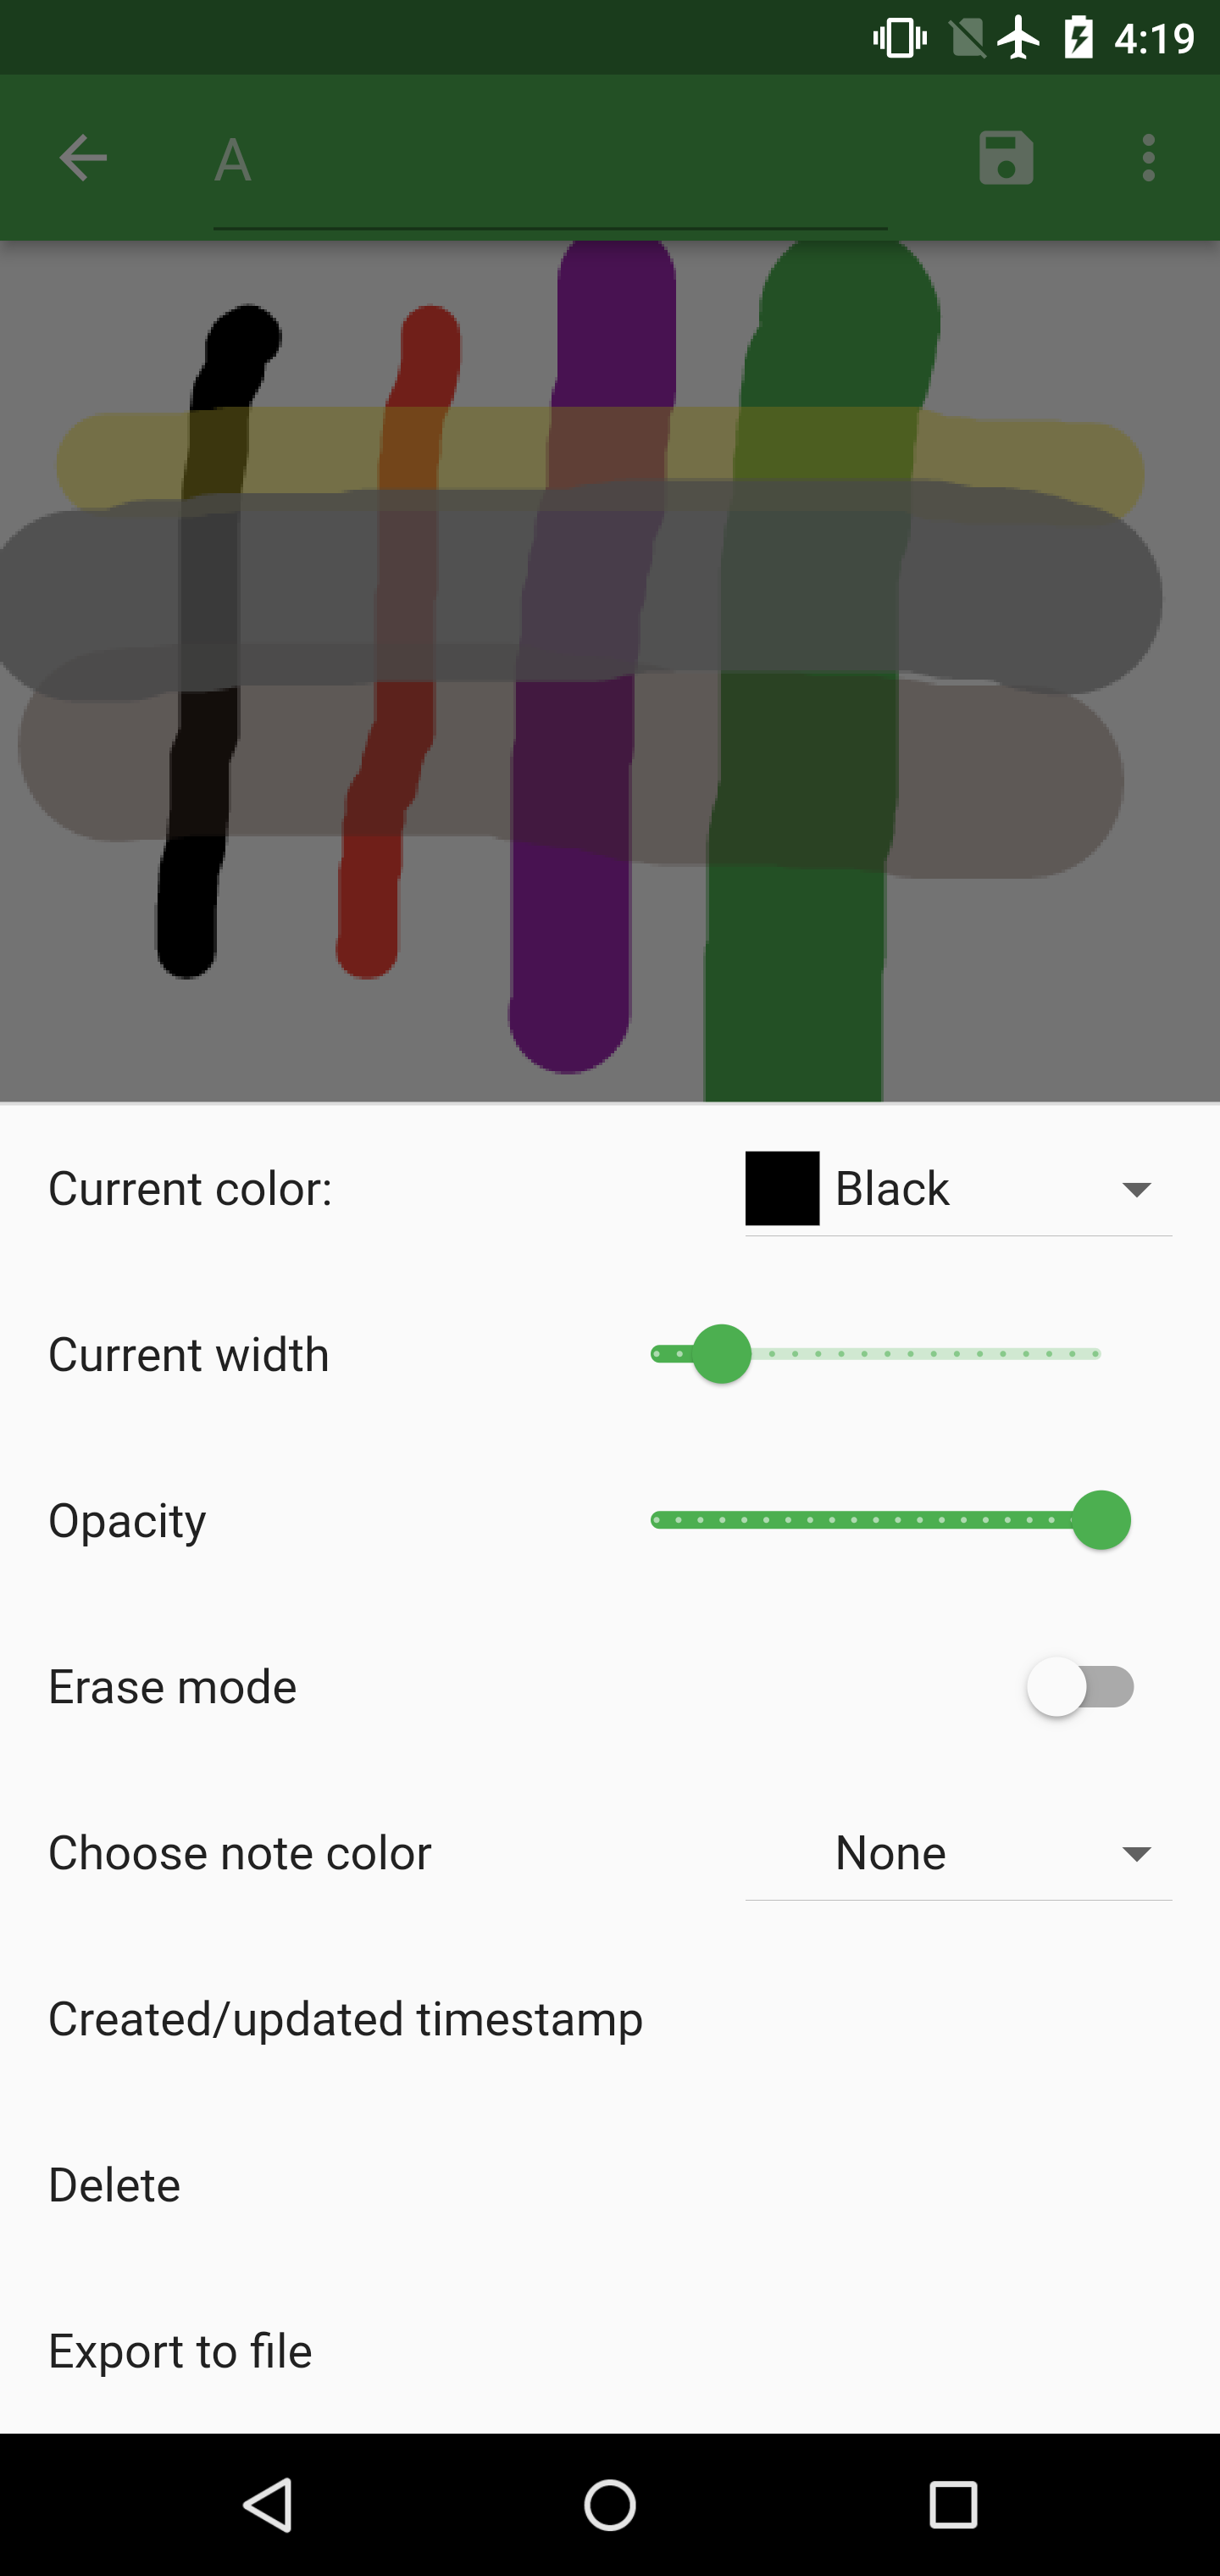 4:19
A
Current color: Black
Current width
Opacity
Erase mode
Choose note color None
Created/updated timestamp
Delete
Export to file